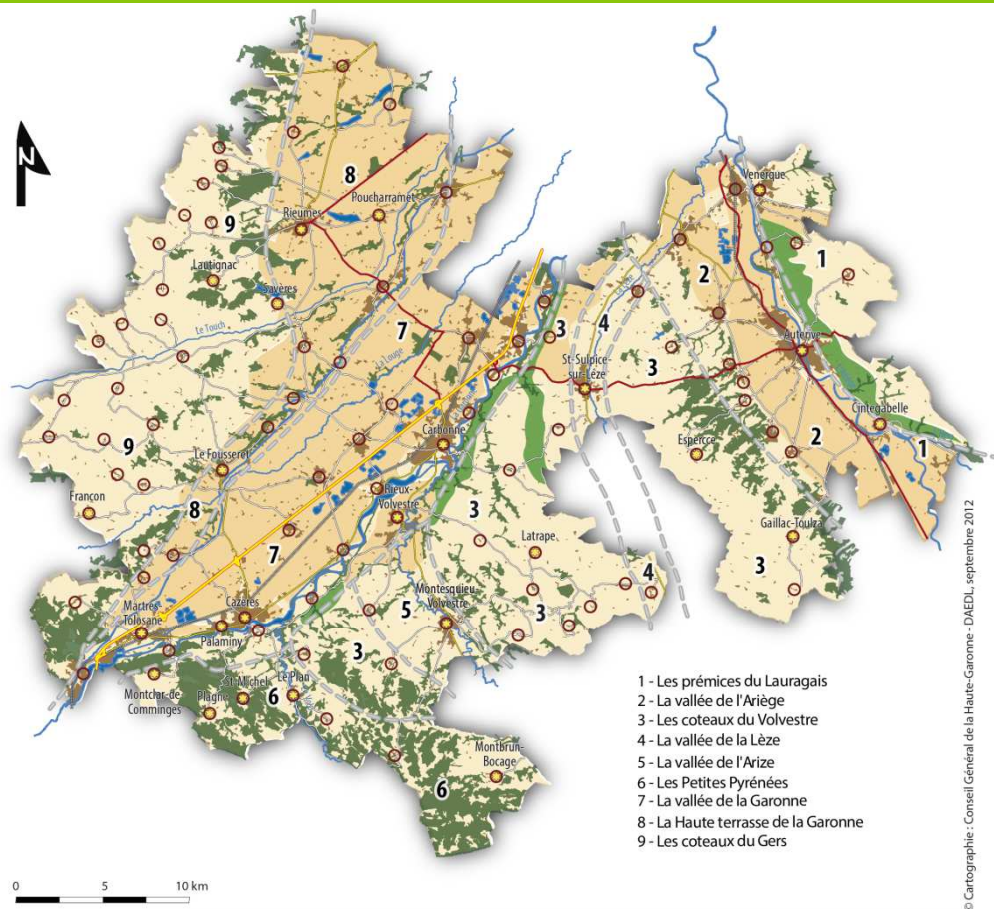 N
Venergue
8
Poucharramet
Rieumes
9
1
Lautignac
2
Savères
3
4
Le Touch
7
Auterive
La Louge
St-Sulpice-
sur-Lèze
3
Cintegabelle
Carbonne
Espercce
2
1
9
Le Fousseret
Rieux-
Volvestre
Françon
8
3
Gaillac-Toulza
Latrape
7
3
4
Martres-
Tolosane
Cazères
5
Montesquieu-
Volvestre
3
Palaminy
3
St-Michel
Le Plan
6
Montclar-de-
Comminges
Plagne
Montbrun-
Bocage
6
1 - Les prémices du Lauragais
2 - La vallée de l'Ariège
3 - Les coteaux du Volvestre
4 - La vallée de la Lèze
5 - La vallée de l'Arize
6 - Les Petites Pyrénées
7 - La vallée de la Garonne
8 - La Haute terrasse de la Garonne
9 - Les coteaux du Gers
0 5 10 km
© Cartographie : Conseil Général de la Haute-Garonne - DAEDL, septembre 2012